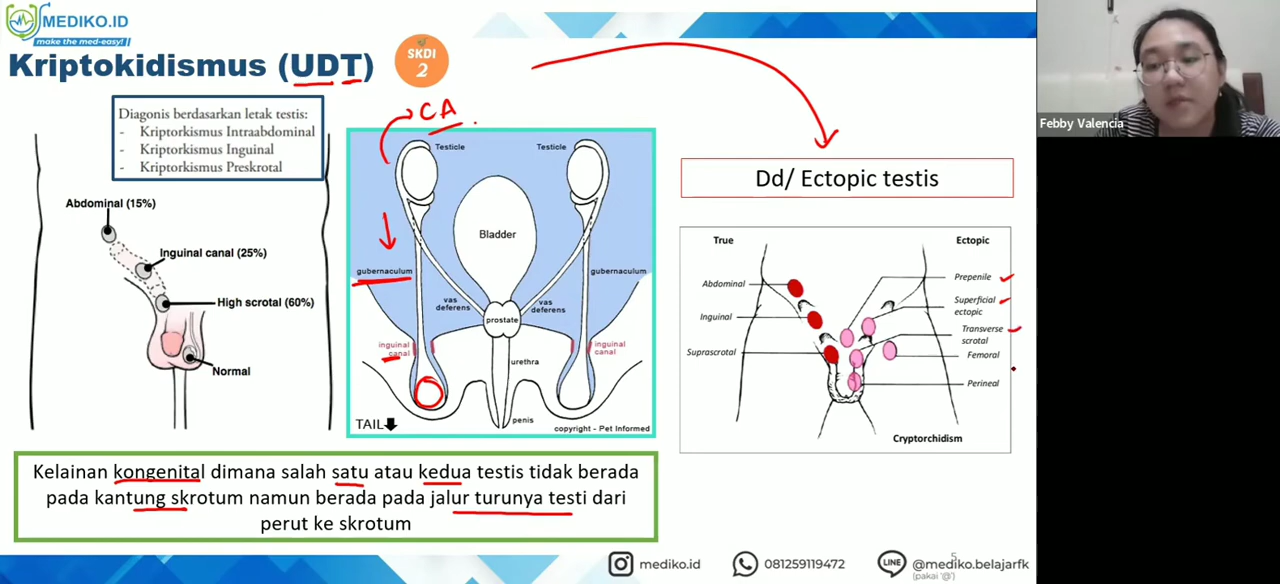 MEDIKO.ID
make the med-easy!
Kriptokidismus (UDT)
SKDI
2
Diagonis berdasarkan letak testis:
- Kriptorkismus Intraabdominal
- Kriptorkismus Inguinal
- Kriptorkismus Preskrotal
Abdominal (15%)
Inguinal canal (25%)
High scrotal (60%)
Normal
CA
Testicle
Testicle
Bladder
gubernaculum
gubernaculum
vas
deferens
vas
deferens
prostate
inguinal
canal
inguinal
canal
urethra
penis
TAIL
copyright - Pet Informed
Dd/ Ectopic testis
True
Ectopic
Abdominal
Inguinal
Suprascrotal
Prepenile
Superficial
ectopic
Transverse
scrotal
Femoral
Perineal
Cryptorchidism
Kelainan kongenital dimana salah satu atau kedua testis tidak berada
pada kantung skrotum namun berada pada jalur turunya testi dari
perut ke skrotum
mediko.id
081259119472
LINE
@mediko.belajarfk
(pakai '@')
5
Febby Valencia